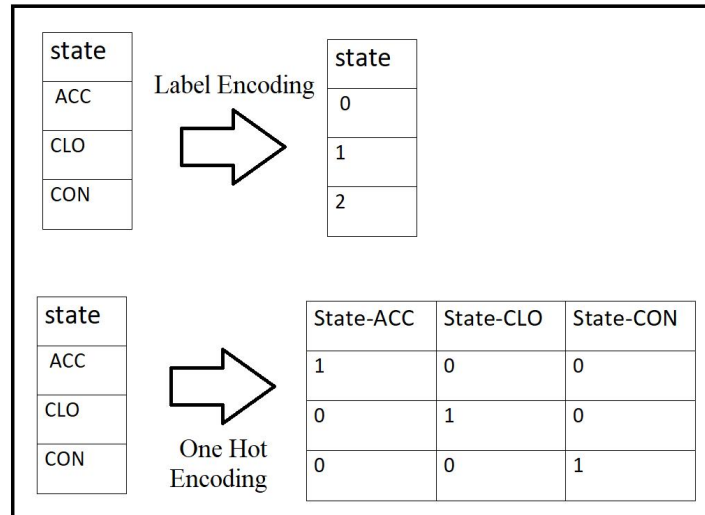 state
ACC
CLO
CON
Label Encoding
state
0
1
2
state
ACC
CLO
CON
One Hot
Encoding
State-ACC State-CLO State-CON
1 0 0
0 1 0
0 0 1